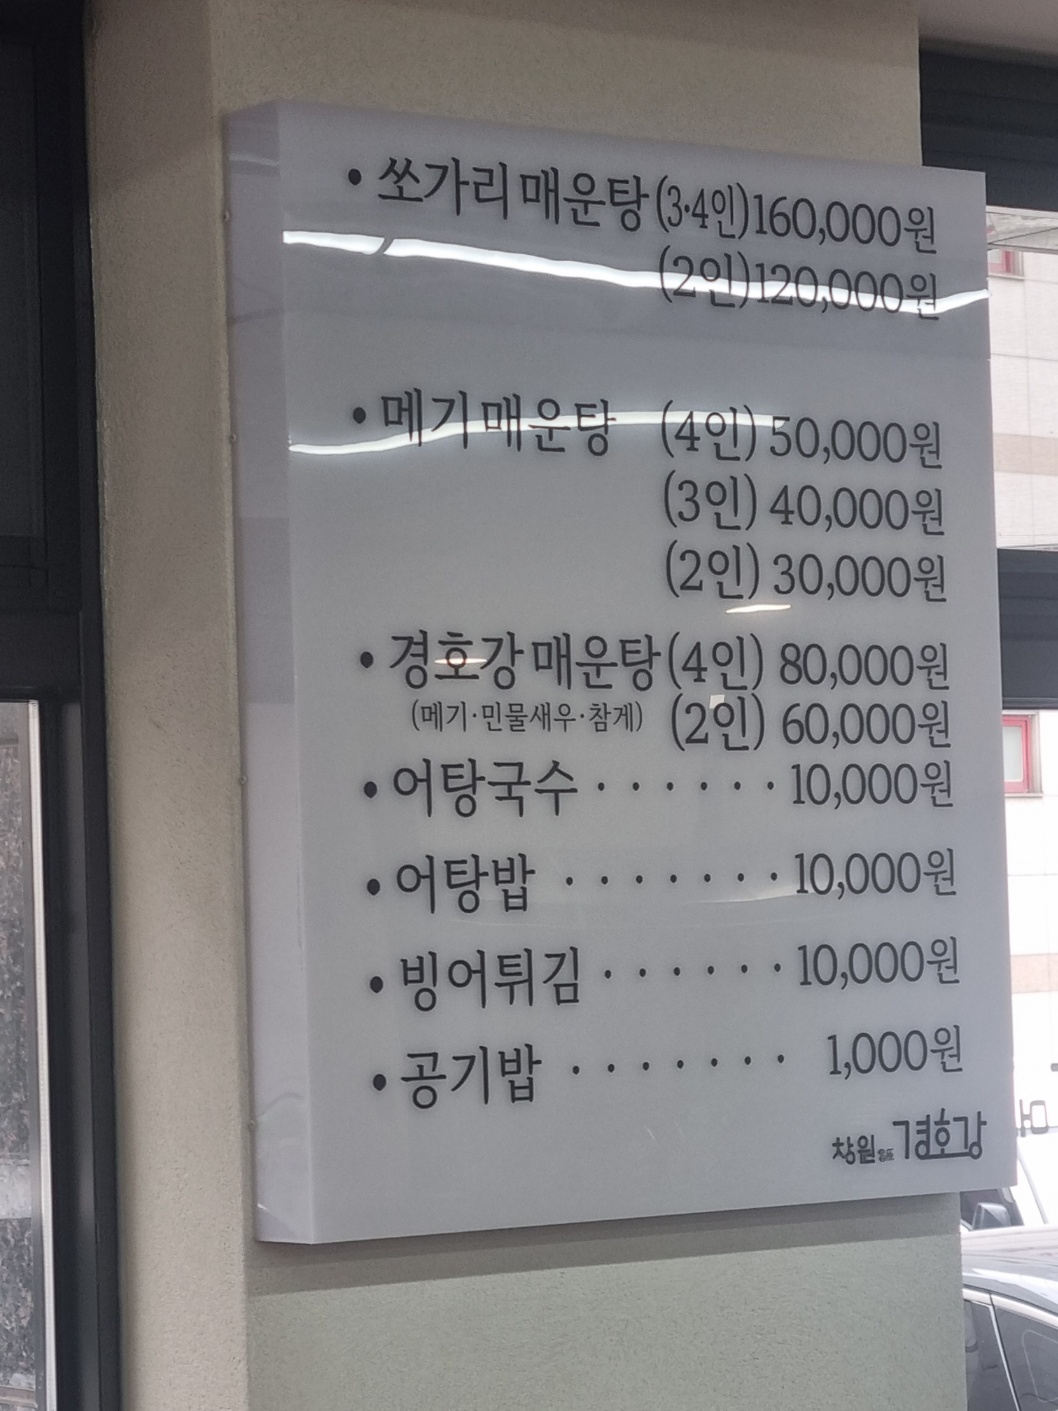 • 쏘가리 매운탕 (3·4인) 160,000원
(2인) 120,000원
• 메기 매운탕 (4인) 50,000원
(3인) 40,000원
(2인) 30,000원
• 경호강 매운탕 (4인) 80,000원
(메기·민물새우·참게) (2인) 60,000원
• 어탕국수 · · · · · · 10,000원
• 어탕밥 · · · · · · · 10,000원
• 빙어튀김 · · · · · · 10,000원
• 공기밥 · · · · · · · 1,000원
창원 경호강